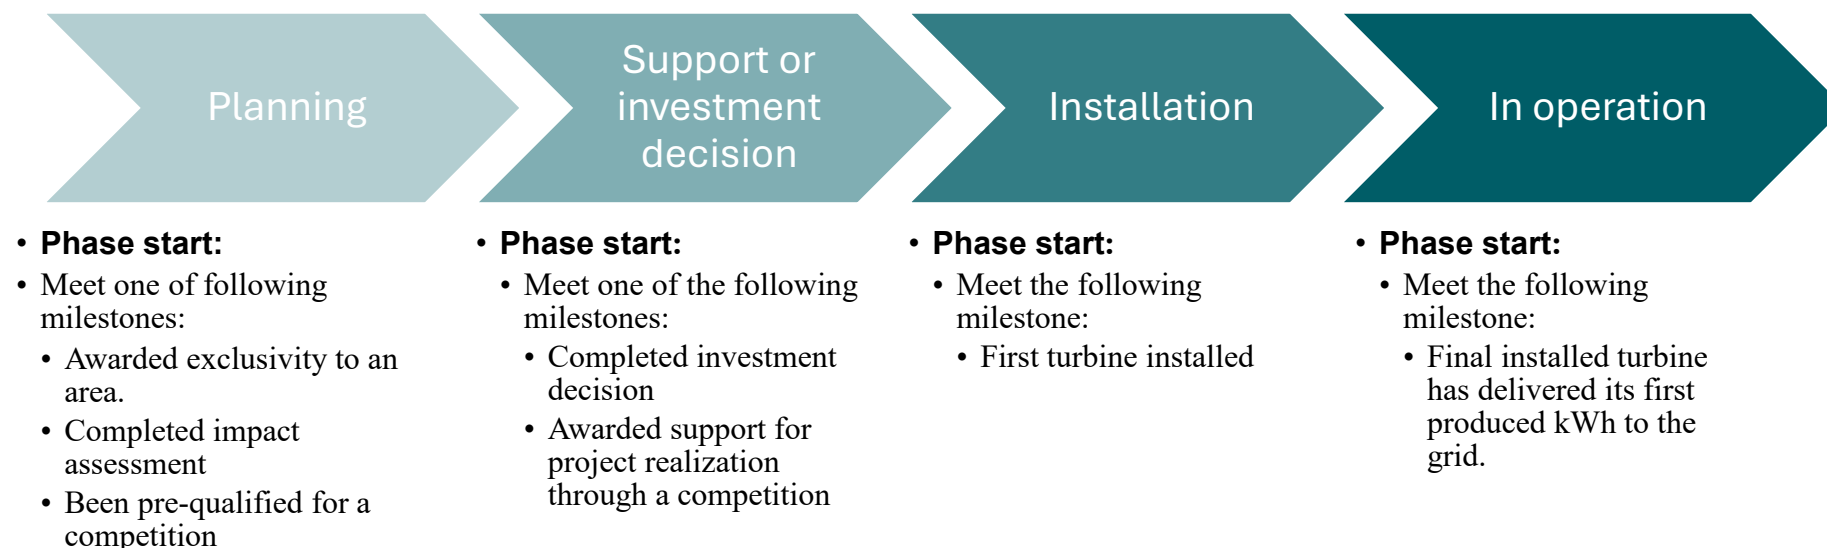 Planning
Support or
investment
decision
Installation
In operation
• Phase start:
• Meet one of following
milestones:
• Awarded exclusivity to an
area.
• Completed impact
assessment
• Been pre-qualified for a
competition
• Phase start:
• Meet one of the following
milestones:
• Completed investment
decision
• Awarded support for
project realization
through a competition
• Phase start:
• Meet the following
milestone:
• First turbine installed
• Phase start:
• Meet the following
milestone:
• Final installed turbine
has delivered its first
produced kWh to the
grid.